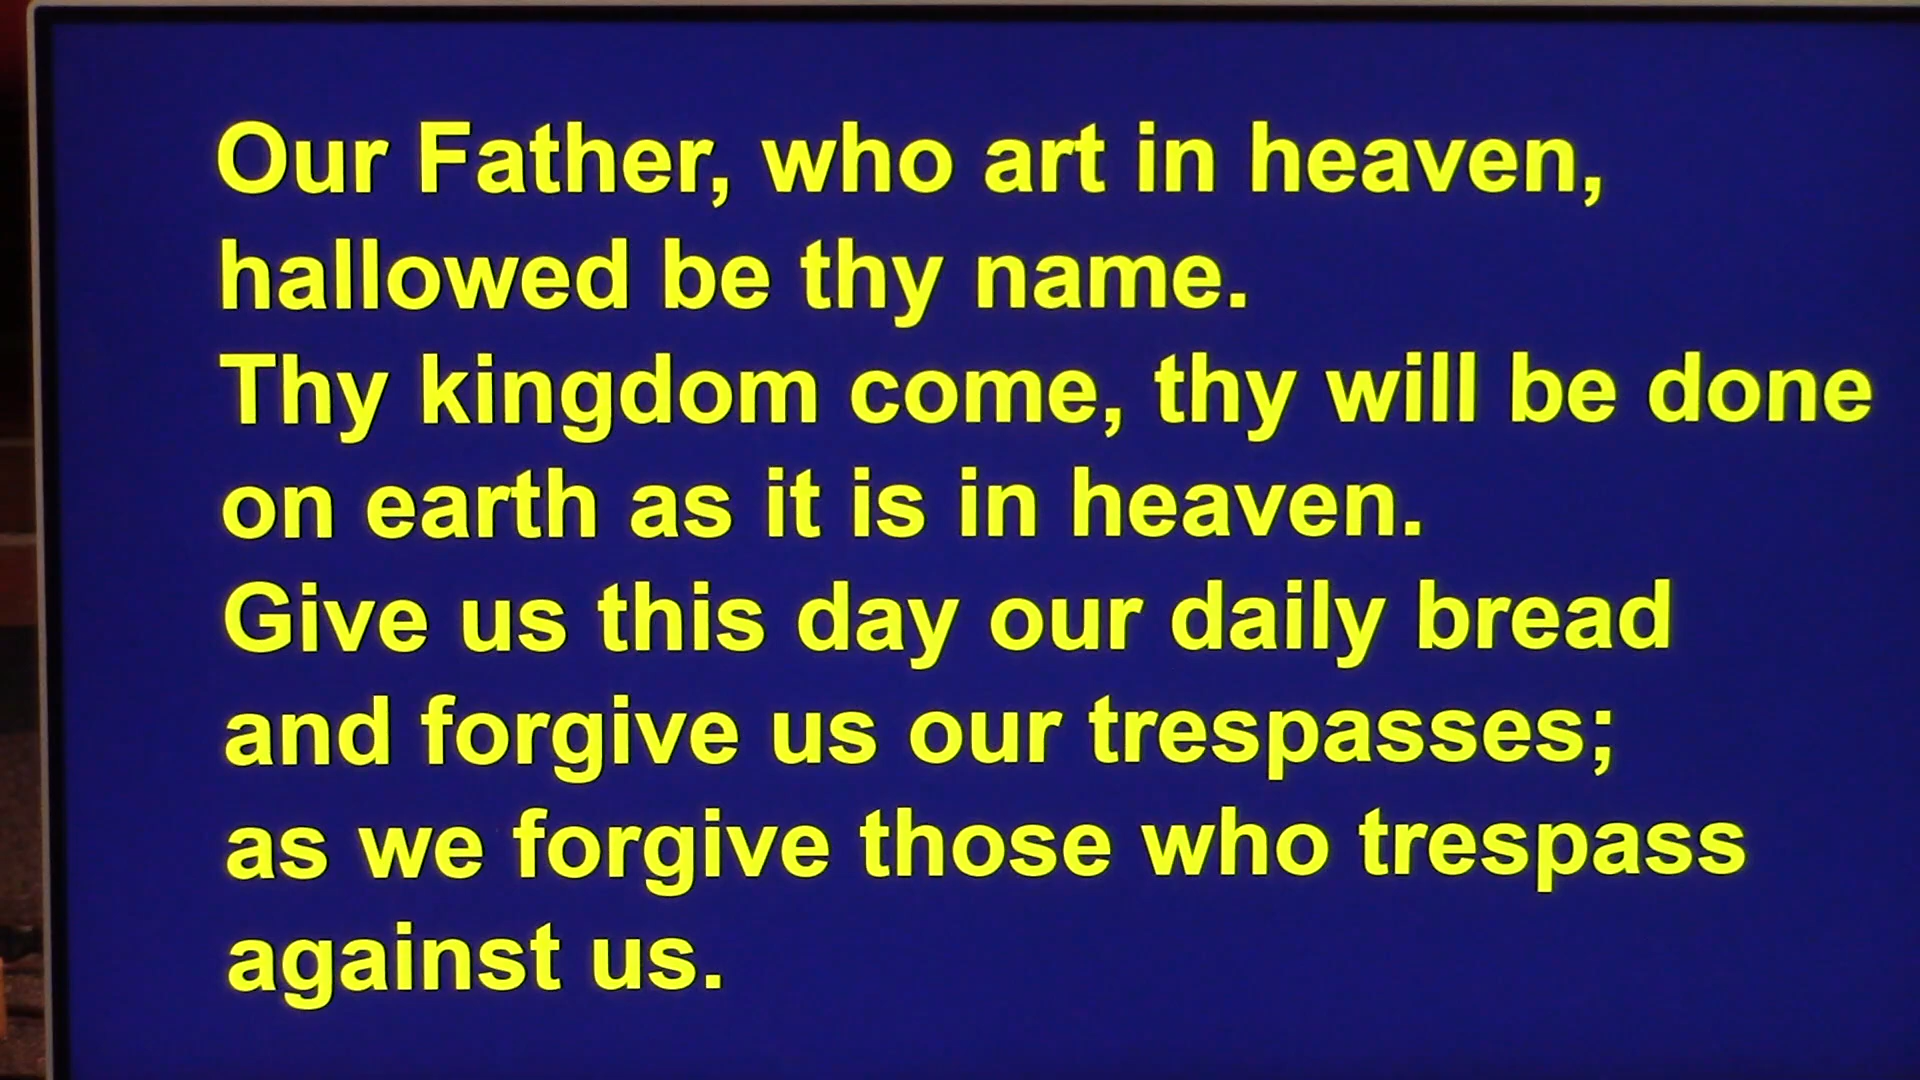 Our Father, who art in heaven,
hallowed be thy name.
Thy kingdom come, thy will be done
on earth as it is in heaven.
Give us this day our daily bread
and forgive us our trespasses;
as we forgive those who trespass
against us.